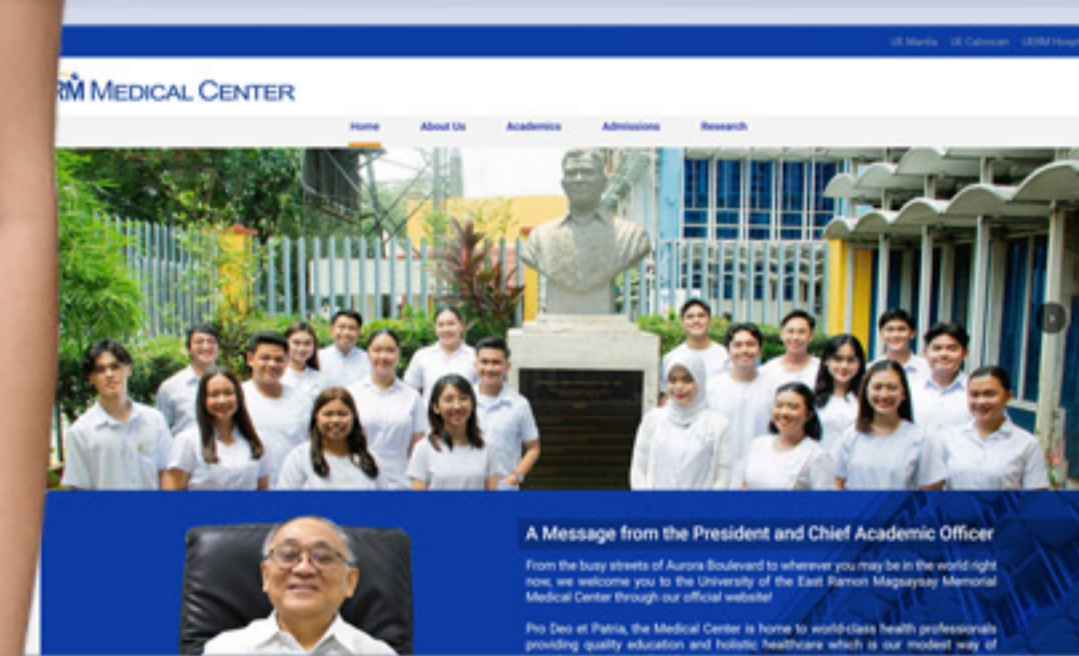 UE Manila UE Caloocan UERM Hosp
RM MEDICAL CENTER
Home About Us Academics Admissions Research
A Message from the President and Chief Academic Officer
From the busy streets of Aurora Boulevard to wherever you may be in the world right
now, we welcome you to the University of the East Ramon Magsaysay Memorial
Medical Center through our official website!
Pro Deo et Patria, the Medical Center is home to world-class health professionals
providing quality education and holistic healthcare which is our modest way of